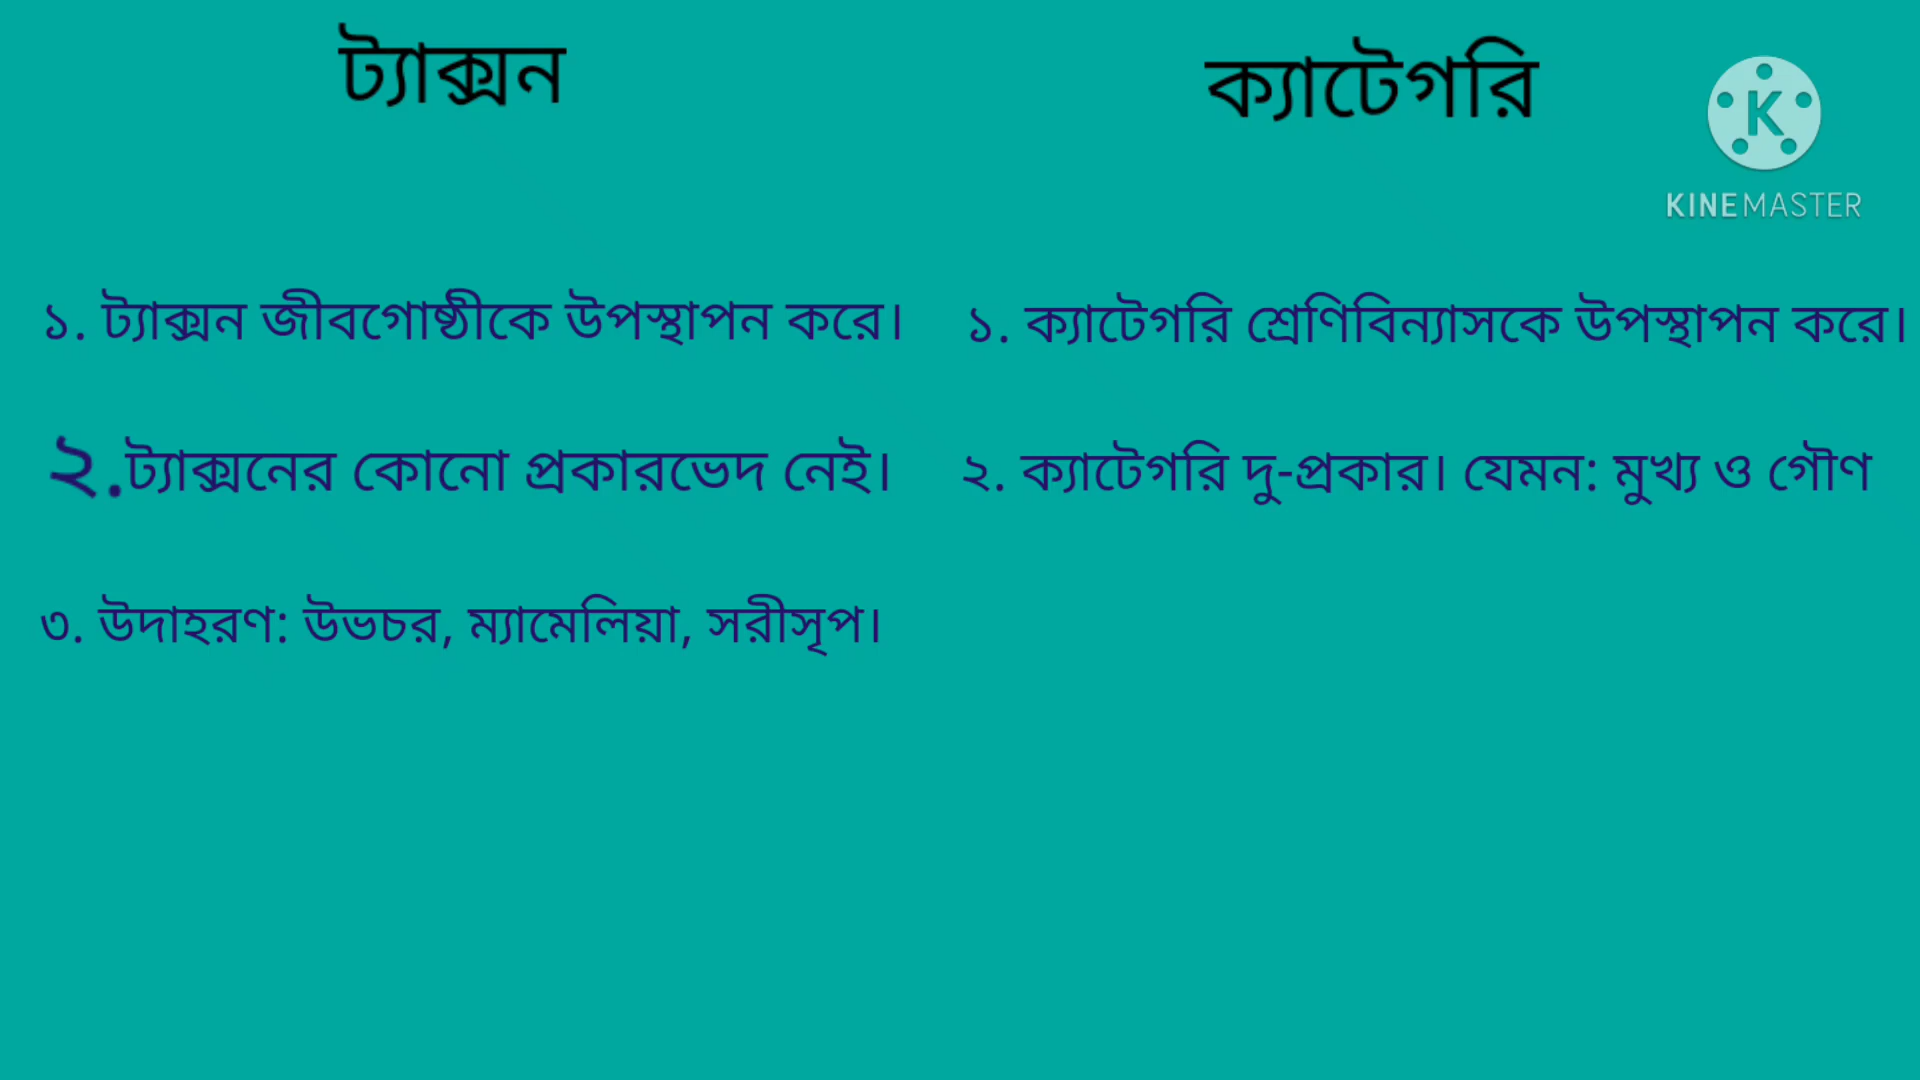 ট্যাক্সন
ক্যাটেগরি
KINEMASTER
১. ট্যাক্সন জীবগোষ্ঠীকে উপস্থাপন করে।
১. ক্যাটেগরি শ্রেণিবিন্যাসকে উপস্থাপন করে।
২.ট্যাক্সনের কোনো প্রকারভেদ নেই।
২. ক্যাটেগরি দু-প্রকার। যেমন: মুখ্য ও গৌণ
৩. উদাহরণ: উভচর, ম্যামেলিয়া, সরীসৃপ।